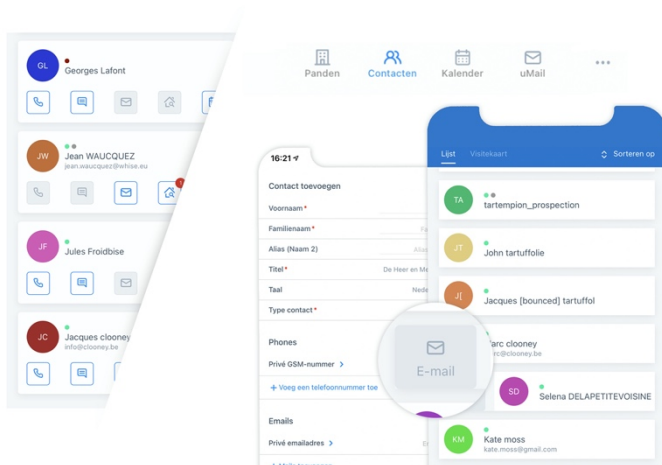 GL
Georges Lafont
JW
Jean WAUCQUEZ
jean.waucquez@whise.eu
JF
Jules Froidbise
JC
Jacques clooney
info@clooney.be
Panden
Contacten
Kalender
uMail
16:21
Contact toevoegen
Voornaam*
Familienaam*
Alias (Naam 2)
Titel*
De Heer en Me
Taal
Nede
Type contact*
Phones
Privé GSM-nummer >
+ Voeg een telefoonnummer toe
Emails
Privé emailadres >
Lijst
Visitekaart
Sorteren op
TA
tartempion_prospection
JT
John tartuffolie
J[
Jacques [bounced] tartuffol
arc clooney
rc@clooney.be
E-mail
SD
Selena DELAPETITEVOISINE
KM
Kate moss
kate.moss@gmail.com